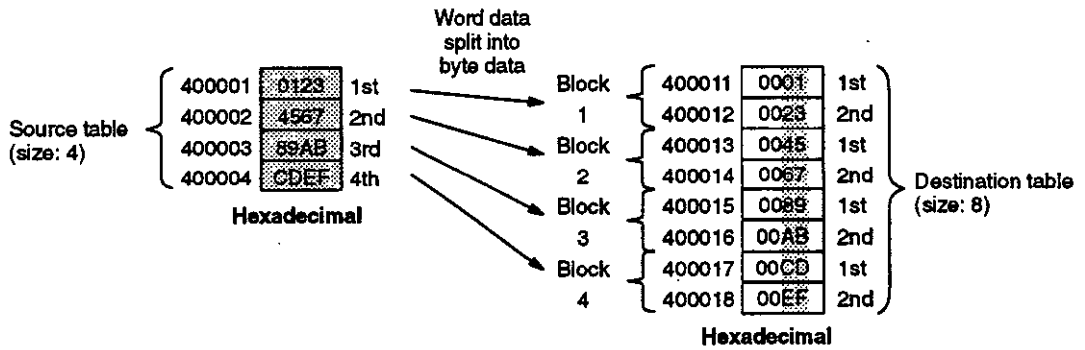 Word data
split into
byte data
Source table
(size: 4)
400001 0123 1st
400002 4567 2nd
400003 89AB 3rd
400004 CDEF 4th
Hexadecimal
Block
1
Block
2
Block
3
Block
4
400011 0001 1st
400012 0023 2nd
400013 0045 1st
400014 0067 2nd
400015 0089 1st
400016 00AB 2nd
400017 00CD 1st
400018 00EF 2nd
Hexadecimal
Destination table
(size: 8)